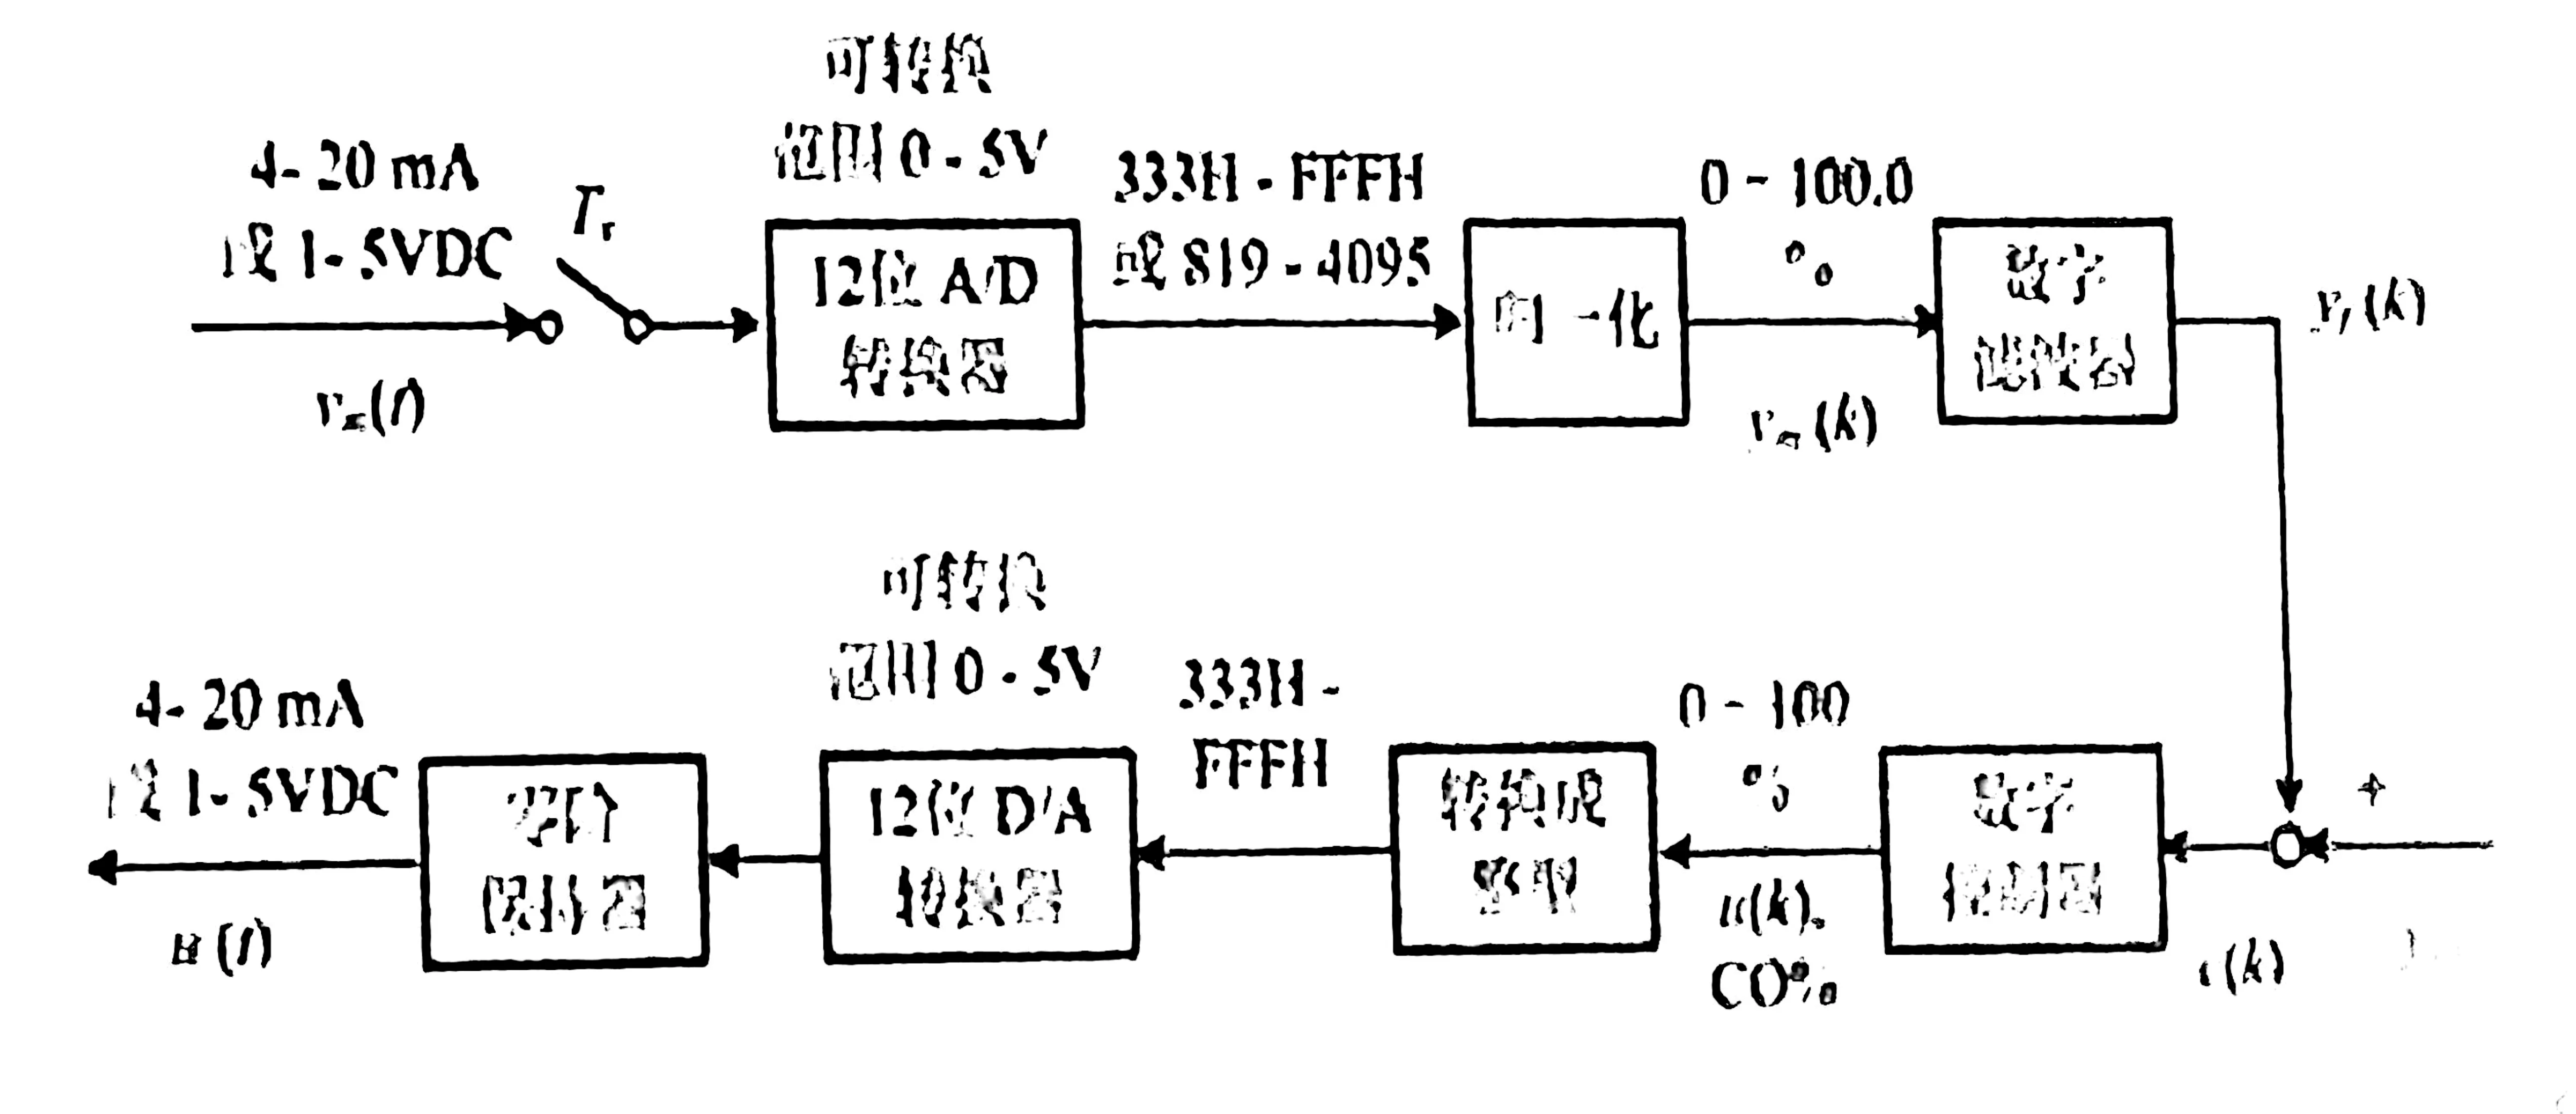 可转换
范围 0 - 5V
4- 20 mA
或 1- 5VDC
Tₛ
333H - FFFH
或 819 - 4095
0 - 100.0
%
12位 A/D
转换器
归一化
数字
滤波器
(k)
(t)
(k)
可转换
范围 0 - 5V
4- 20 mA
或 1- 5VDC
333H -
FFFH
0 - 100
%
零阶
保持器
12位 D/A
转换器
转换成
数字
控制器
+
u (t)
u(k),
CO%
(k)